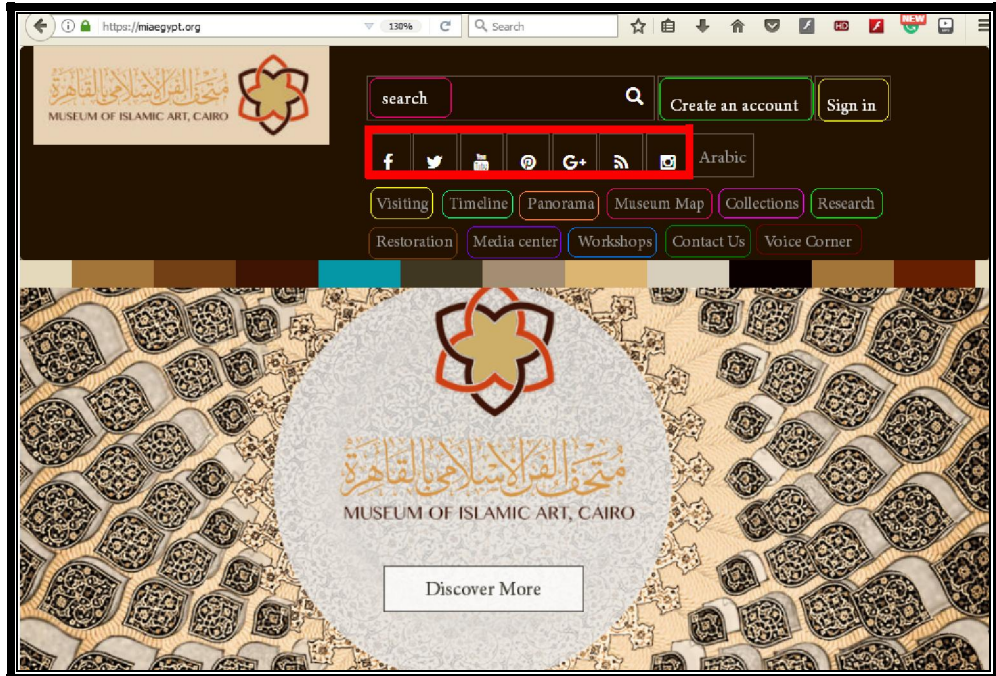 https://miaegypt.org
130%
Search
HD
NEW
متحف الفن الإسلامي بالقاهرة
MUSEUM OF ISLAMIC ART, CAIRO
search
Create an account
Sign in
f
You
G+
Arabic
Visiting
Timeline
Panorama
Museum Map
Collections
Research
Restoration
Media center
Workshops
Contact Us
Voice Corner
متحف الفن الإسلامي بالقاهرة
MUSEUM OF ISLAMIC ART, CAIRO
Discover More